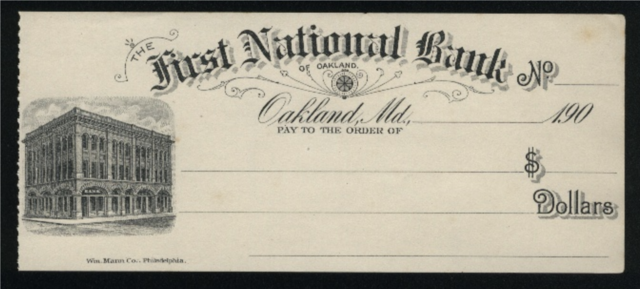 THE
First National Bank
OF OAKLAND.
No
Oakland, Md., 190
PAY TO THE ORDER OF
$
Dollars
BANK
Wm. Mann Co., Philadelphia.